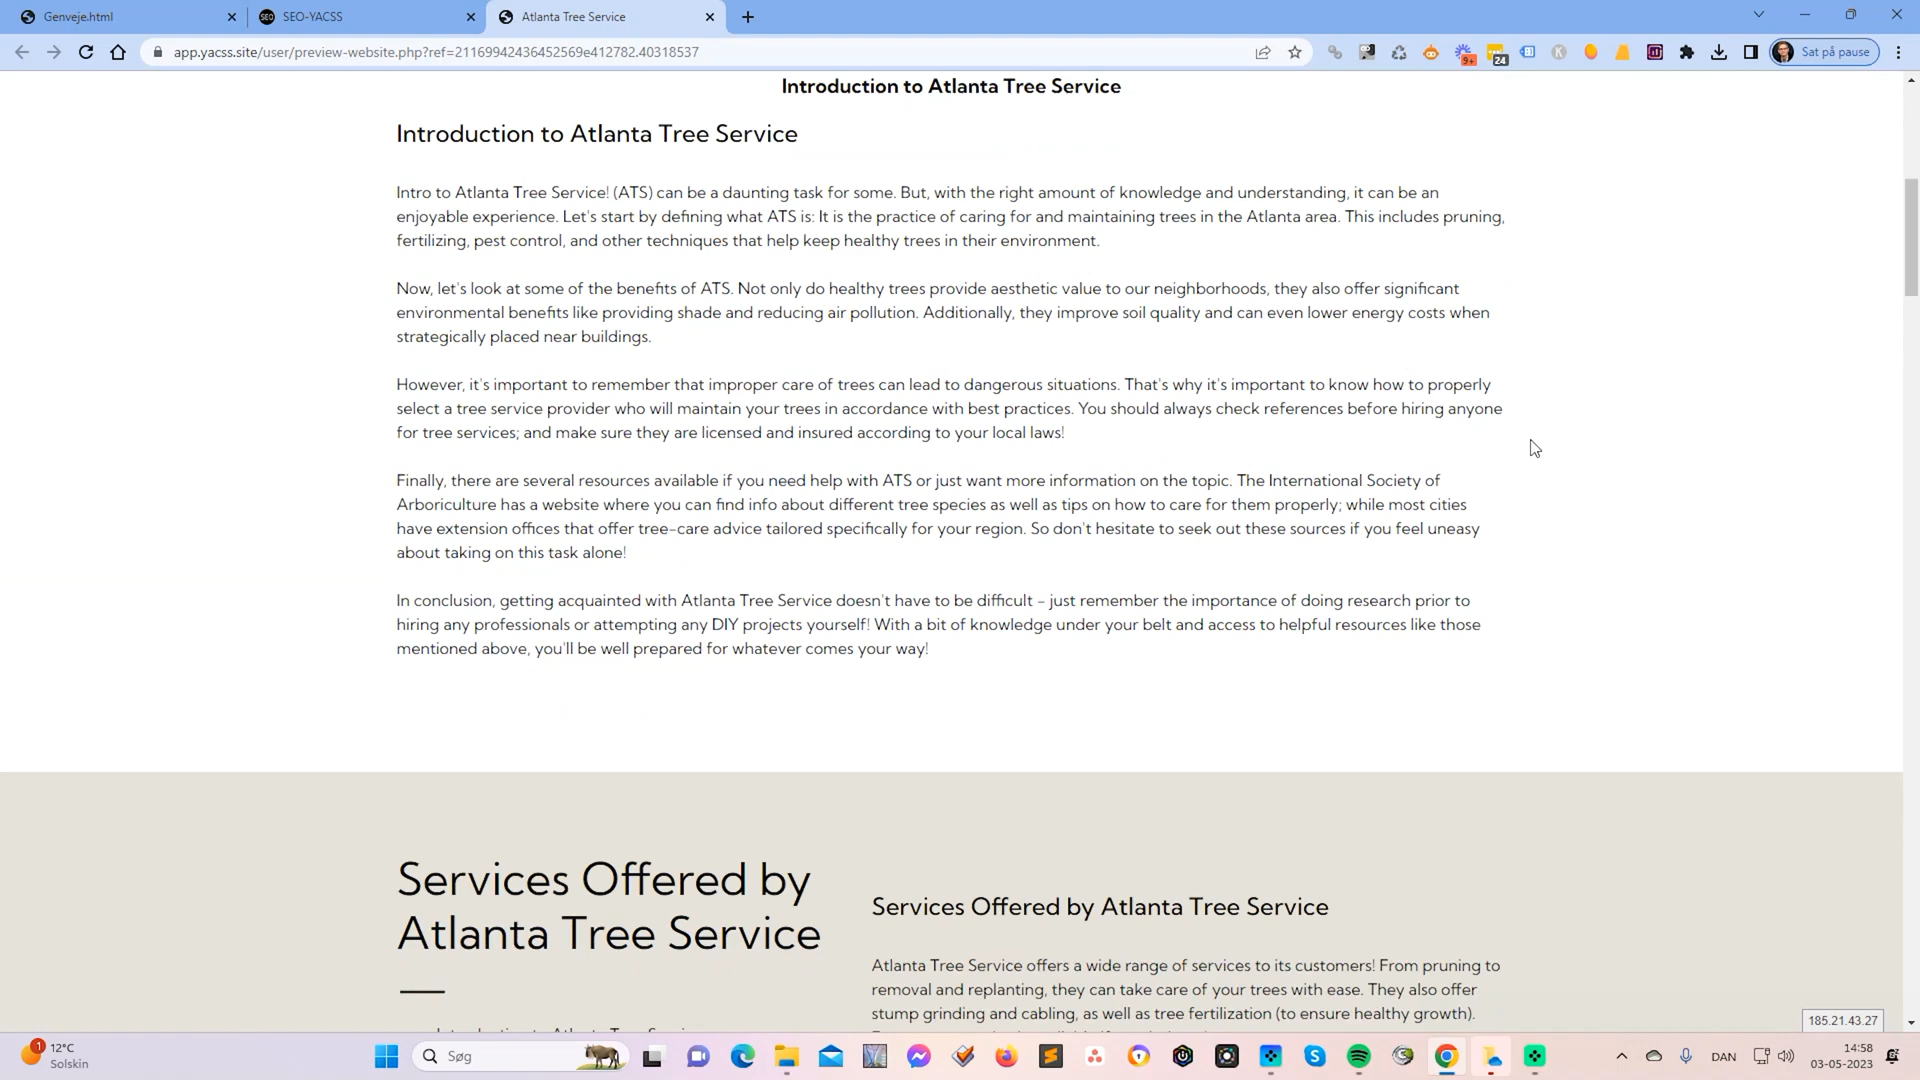 Genveje.html
SEO
SEO-YACSS
Atlanta Tree Service
app.yacss.site/user/preview-website.php?ref=21169942436452569e412782.40318537
9+
24
K
Sat på pause
Introduction to Atlanta Tree Service
Introduction to Atlanta Tree Service
Intro to Atlanta Tree Service! (ATS) can be a daunting task for some. But, with the right amount of knowledge and understanding, it can be an
enjoyable experience. Let's start by defining what ATS is: It is the practice of caring for and maintaining trees in the Atlanta area. This includes pruning,
fertilizing, pest control, and other techniques that help keep healthy trees in their environment.
Now, let's look at some of the benefits of ATS. Not only do healthy trees provide aesthetic value to our neighborhoods, they also offer significant
environmental benefits like providing shade and reducing air pollution. Additionally, they improve soil quality and can even lower energy costs when
strategically placed near buildings.
However, it's important to remember that improper care of trees can lead to dangerous situations. That's why it's important to know how to properly
select a tree service provider who will maintain your trees in accordance with best practices. You should always check references before hiring anyone
for tree services; and make sure they are licensed and insured according to your local laws!
Finally, there are several resources available if you need help with ATS or just want more information on the topic. The International Society of
Arboriculture has a website where you can find info about different tree species as well as tips on how to care for them properly; while most cities
have extension offices that offer tree-care advice tailored specifically for your region. So don't hesitate to seek out these sources if you feel uneasy
about taking on this task alone!
In conclusion, getting acquainted with Atlanta Tree Service doesn't have to be difficult – just remember the importance of doing research prior to
hiring any professionals or attempting any DIY projects yourself! With a bit of knowledge under your belt and access to helpful resources like those
mentioned above, you'll be well prepared for whatever comes your way!
Services Offered by
Atlanta Tree Service
Services Offered by Atlanta Tree Service
Atlanta Tree Service offers a wide range of services to its customers! From pruning to
removal and replanting, they can take care of your trees with ease. They also offer
stump grinding and cabling, as well as tree fertilization (to ensure healthy growth).
185.21.43.27
1
12°C
Solskin
Søg
DAN
14:58
03-05-2023